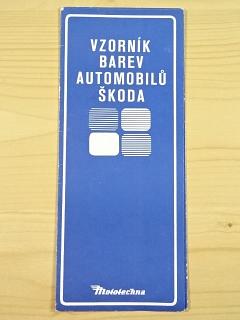 VZORNÍK
BAREV
AUTOMOBILŮ
ŠKODA
Mototechna